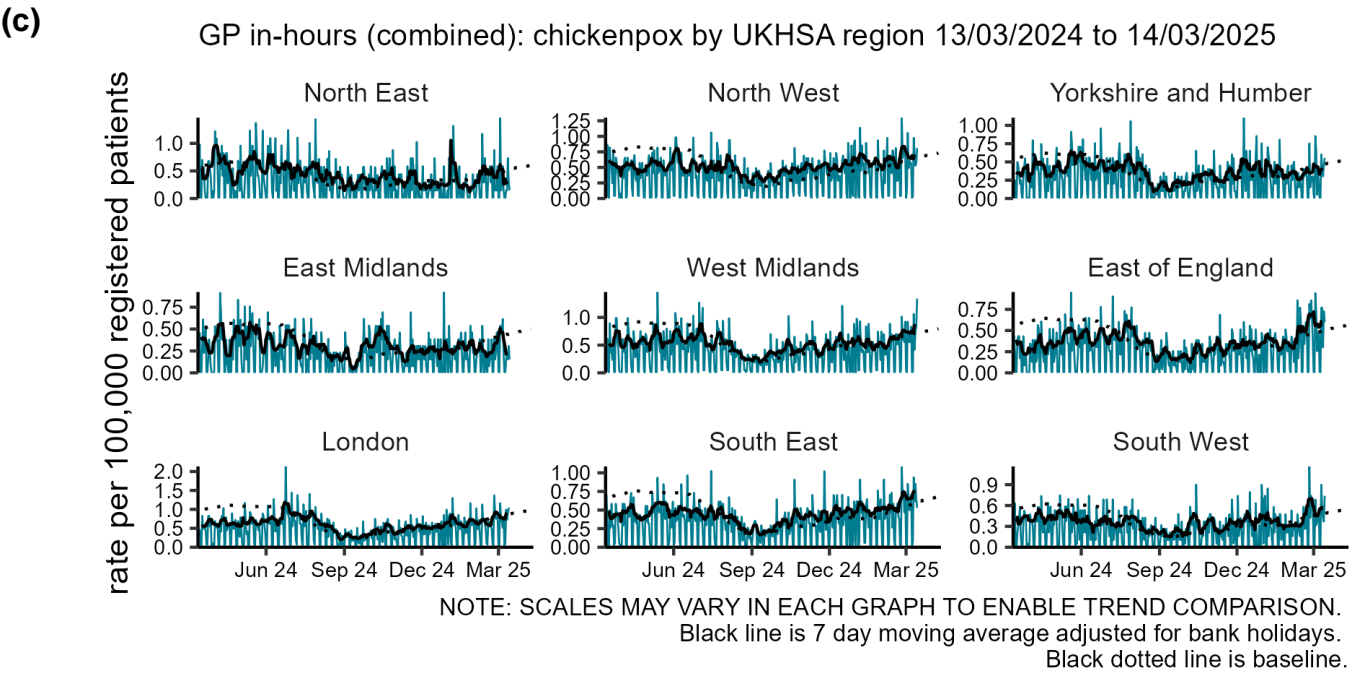 (c)
GP in-hours (combined): chickenpox by UKHSA region 13/03/2024 to 14/03/2025
rate per 100,000 registered patients
North East
1.0
0.5
0.0
North West
1.25
1.00
0.75
0.50
0.25
0.00
Yorkshire and Humber
1.00
0.75
0.50
0.25
0.00
East Midlands
0.75
0.50
0.25
0.00
West Midlands
1.0
0.5
0.0
East of England
0.75
0.50
0.25
0.00
London
2.0
1.5
1.0
0.5
0.0
Jun 24 Sep 24 Dec 24 Mar 25
South East
1.00
0.75
0.50
0.25
0.00
Jun 24 Sep 24 Dec 24 Mar 25
South West
0.9
0.6
0.3
0.0
Jun 24 Sep 24 Dec 24 Mar 25
NOTE: SCALES MAY VARY IN EACH GRAPH TO ENABLE TREND COMPARISON.
Black line is 7 day moving average adjusted for bank holidays.
Black dotted line is baseline.